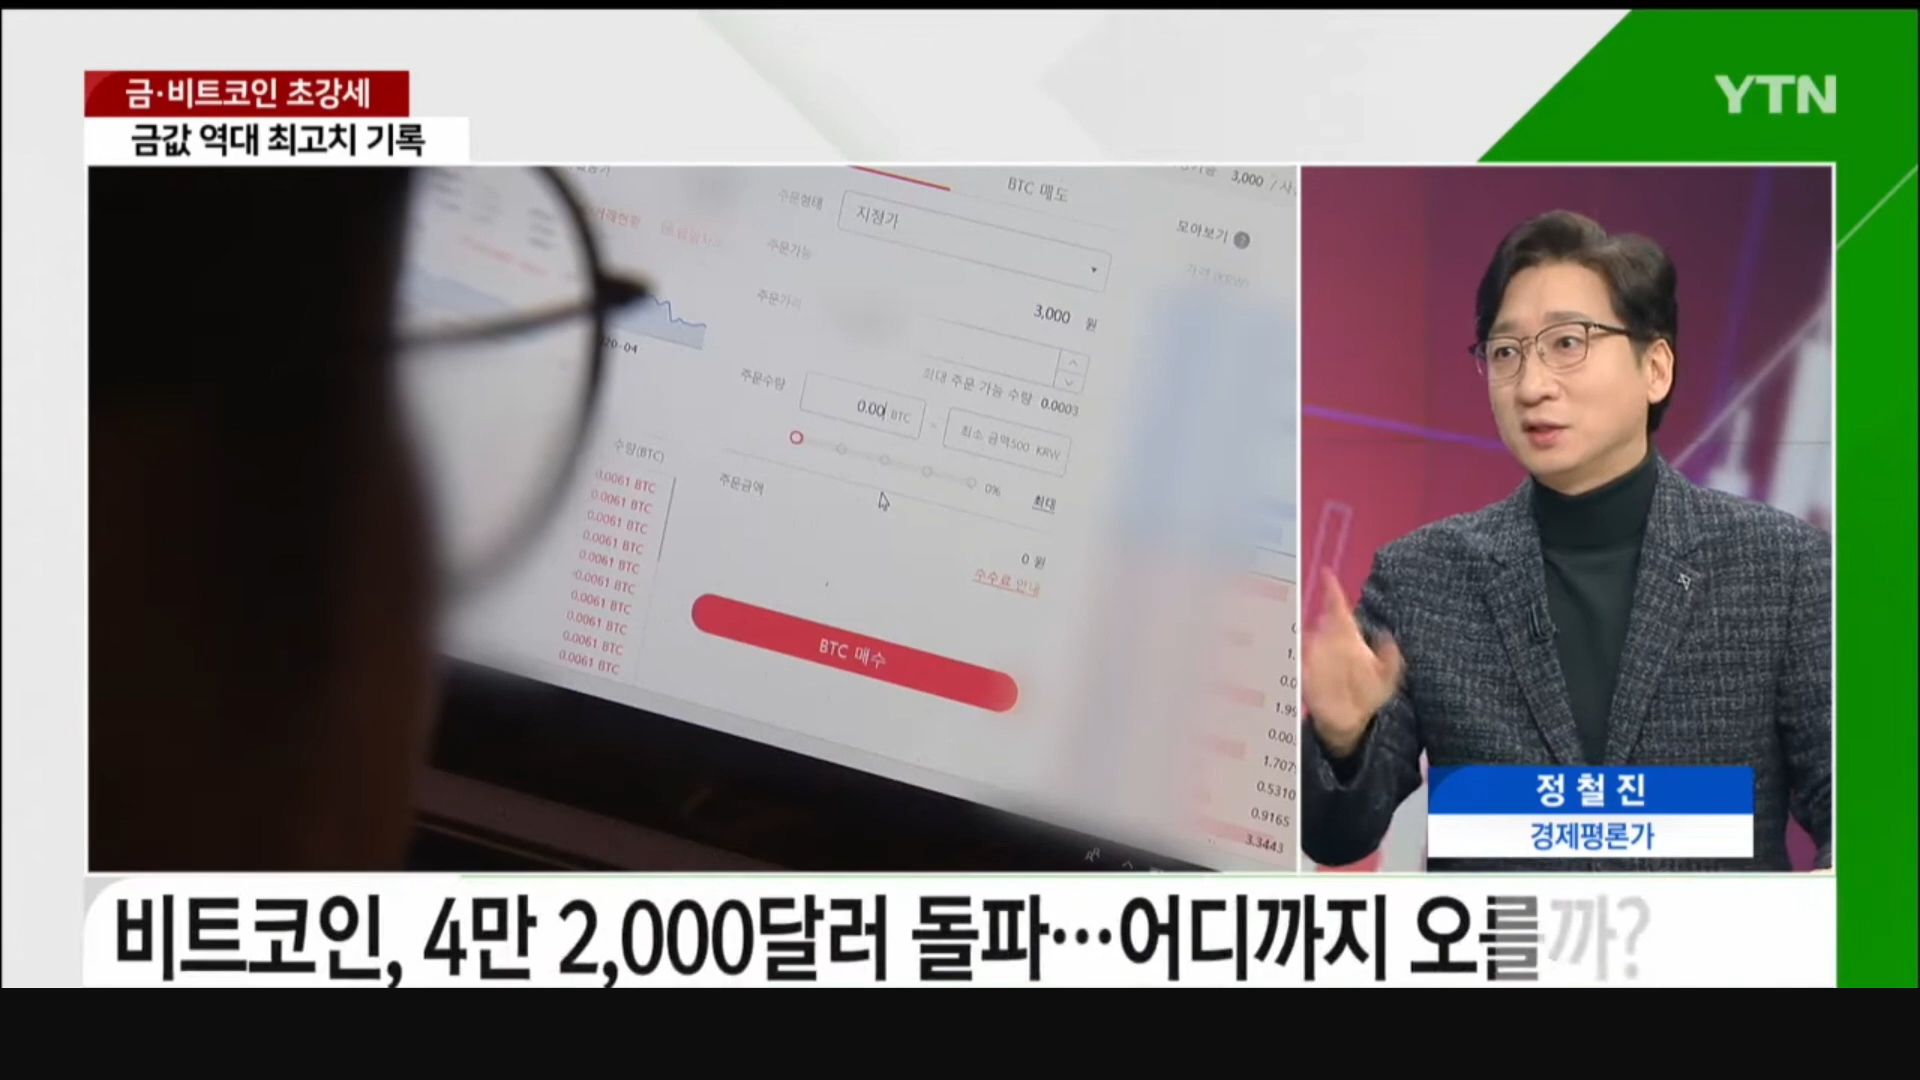 금·비트코인 초강세
금값 역대 최고치 기록
YTN
BTC 매도
3,000
주문형태
지정가
모아보기
주문가능
주문가격
3,000 원
20-04
최대 주문 가능 수량 0.0003
주문수량
0.00 BTC
최소 금액500 KRW
0%
최대
수량(BTC)
0.0061 BTC
0.0061 BTC
0.0061 BTC
0.0061 BTC
0.0061 BTC
0.0061 BTC
0.0061 BTC
0.0061 BTC
0.0061 BTC
0.0061 BTC
주문금액
0 원
수수료 안내
BTC 매수
1.707
0.5310
0.9165
3.3443
정철진
경제평론가
비트코인, 4만 2,000달러 돌파…어디까지 오를까?